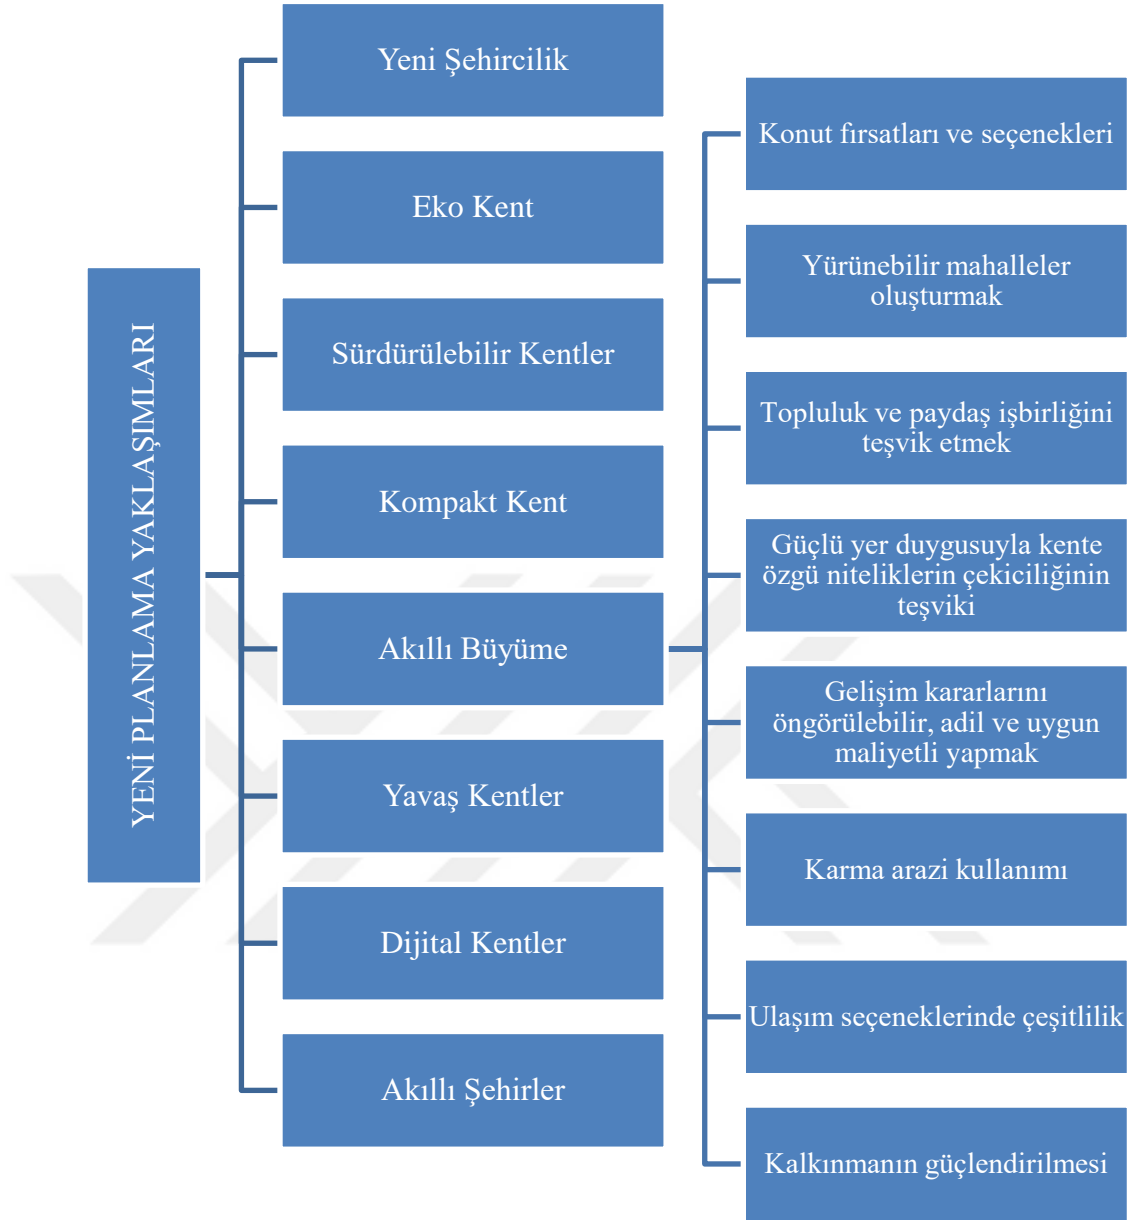 YENİ PLANLAMA YAKLAŞIMLARI
Yeni Şehircilik
Eko Kent
Sürdürülebilir Kentler
Kompakt Kent
Akıllı Büyüme
Yavaş Kentler
Dijital Kentler
Akıllı Şehirler
Konut fırsatları ve seçenekleri
Yürünebilir mahalleler
oluşturmak
Topluluk ve paydaş işbirliğini
teşvik etmek
Güçlü yer duygusuyla kente
özgü niteliklerin çekiciliğinin
teşviki
Gelişim kararlarını
öngörülebilir, adil ve uygun
maliyetli yapmak
Karma arazi kullanımı
Ulaşım seçeneklerinde çeşitlilik
Kalkınmanın güçlendirilmesi